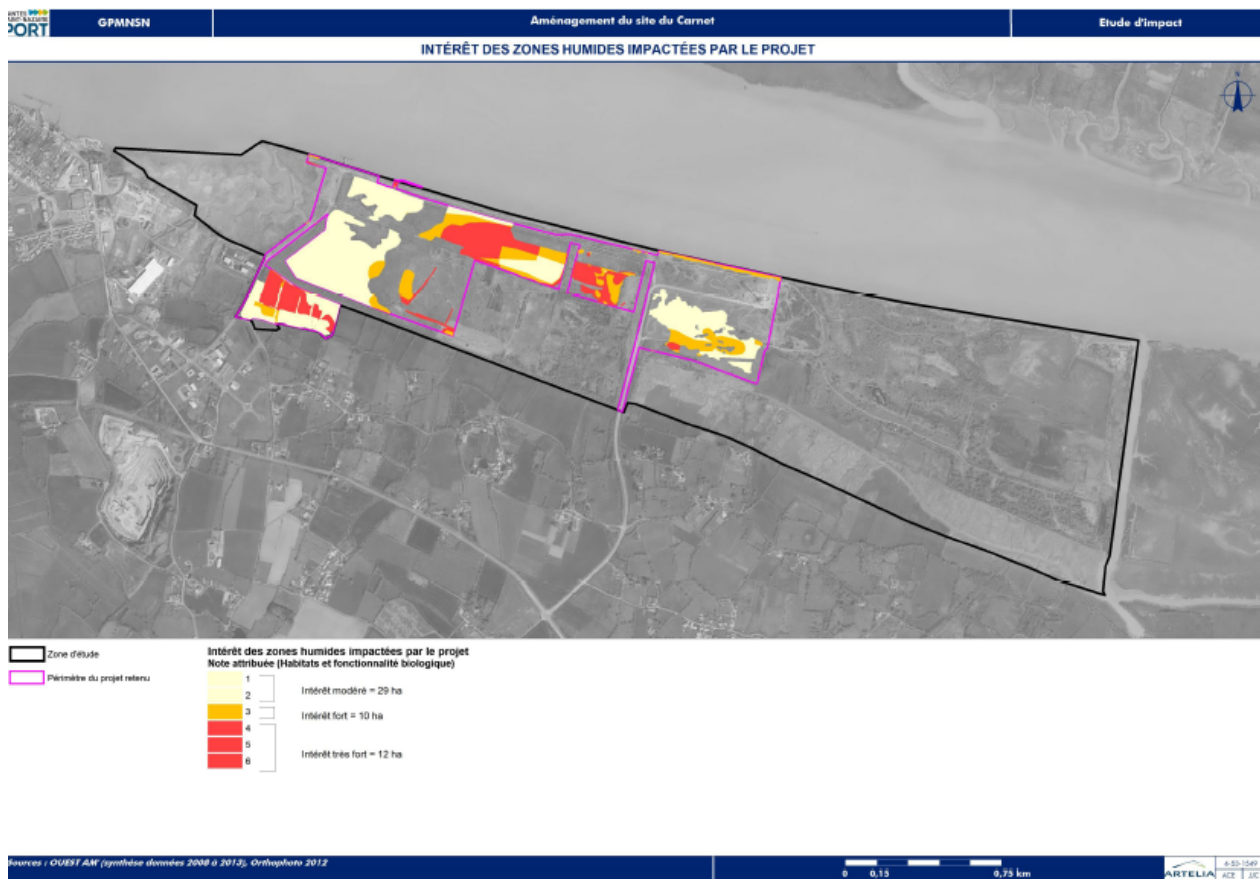 PORT
GPMNSN
Aménagement du site du Carnet
Etude d'impact
INTÉRÊT DES ZONES HUMIDES IMPACTÉES PAR LE PROJET
N
Zone d'étude
Périmètre du projet retenu
Intérêt des zones humides impactées par le projet
Note attribuée (Habitats et fonctionnalité biologique)
1
2
Intérêt modéré = 29 ha
3
Intérêt fort = 10 ha
4
5
Intérêt très fort = 12 ha
6
Sources : OUEST AM' (synthèse données 2008 à 2013), Orthophoto 2012
0 0,15 0,75 km
ARTELIA
ACE